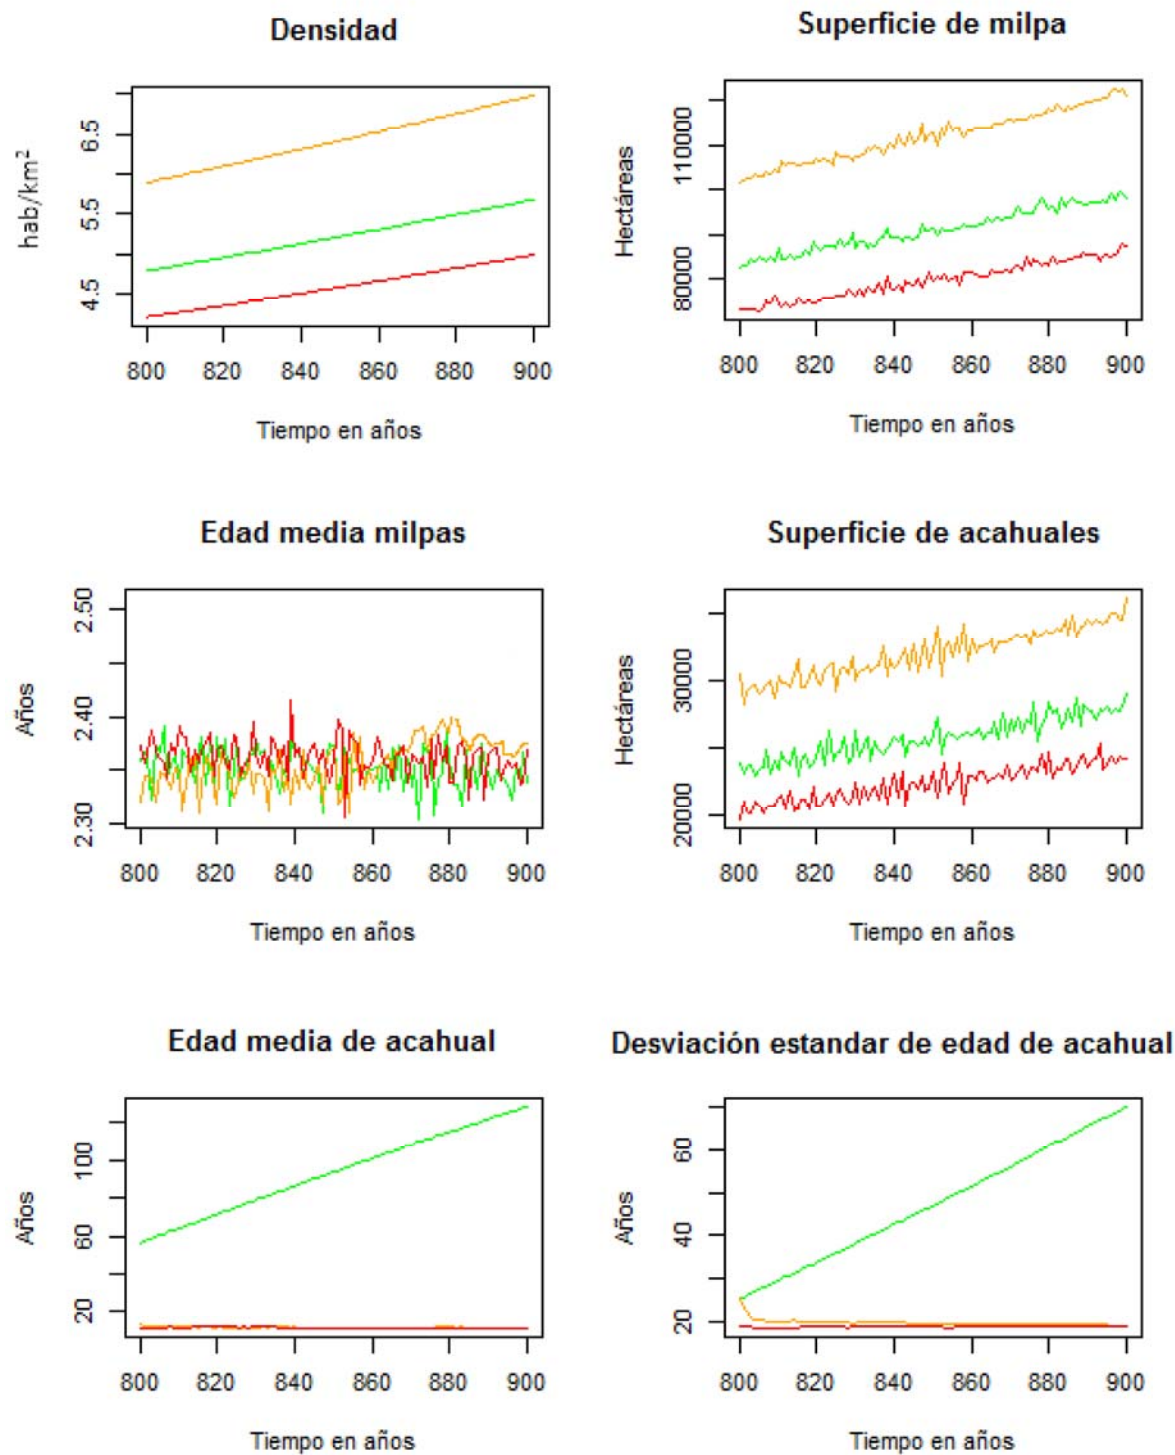 Densidad
hab/km²
6.5
5.5
4.5
800 820 840 860 880 900
Tiempo en años
Superficie de milpa
Hectáreas
110000
80000
800 820 840 860 880 900
Tiempo en años
Edad media milpas
Años
2.50
2.40
2.30
800 820 840 860 880 900
Tiempo en años
Superficie de acahuales
Hectáreas
30000
20000
800 820 840 860 880 900
Tiempo en años
Edad media de acahual
Años
100
60
20
800 820 840 860 880 900
Tiempo en años
Desviación estandar de edad de acahual
Años
60
40
20
800 820 840 860 880 900
Tiempo en años